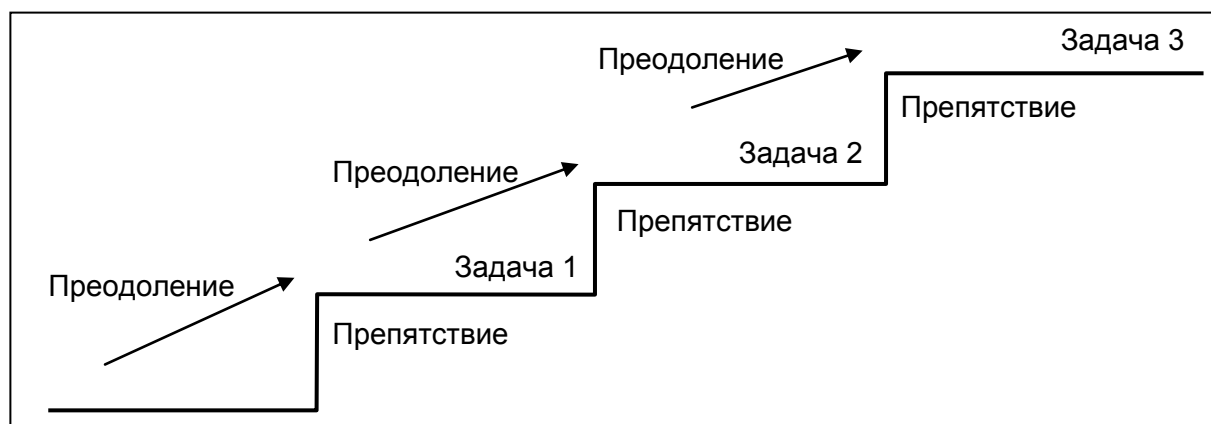 Задача 3
Преодоление
Препятствие
Задача 2
Преодоление
Препятствие
Задача 1
Преодоление
Препятствие